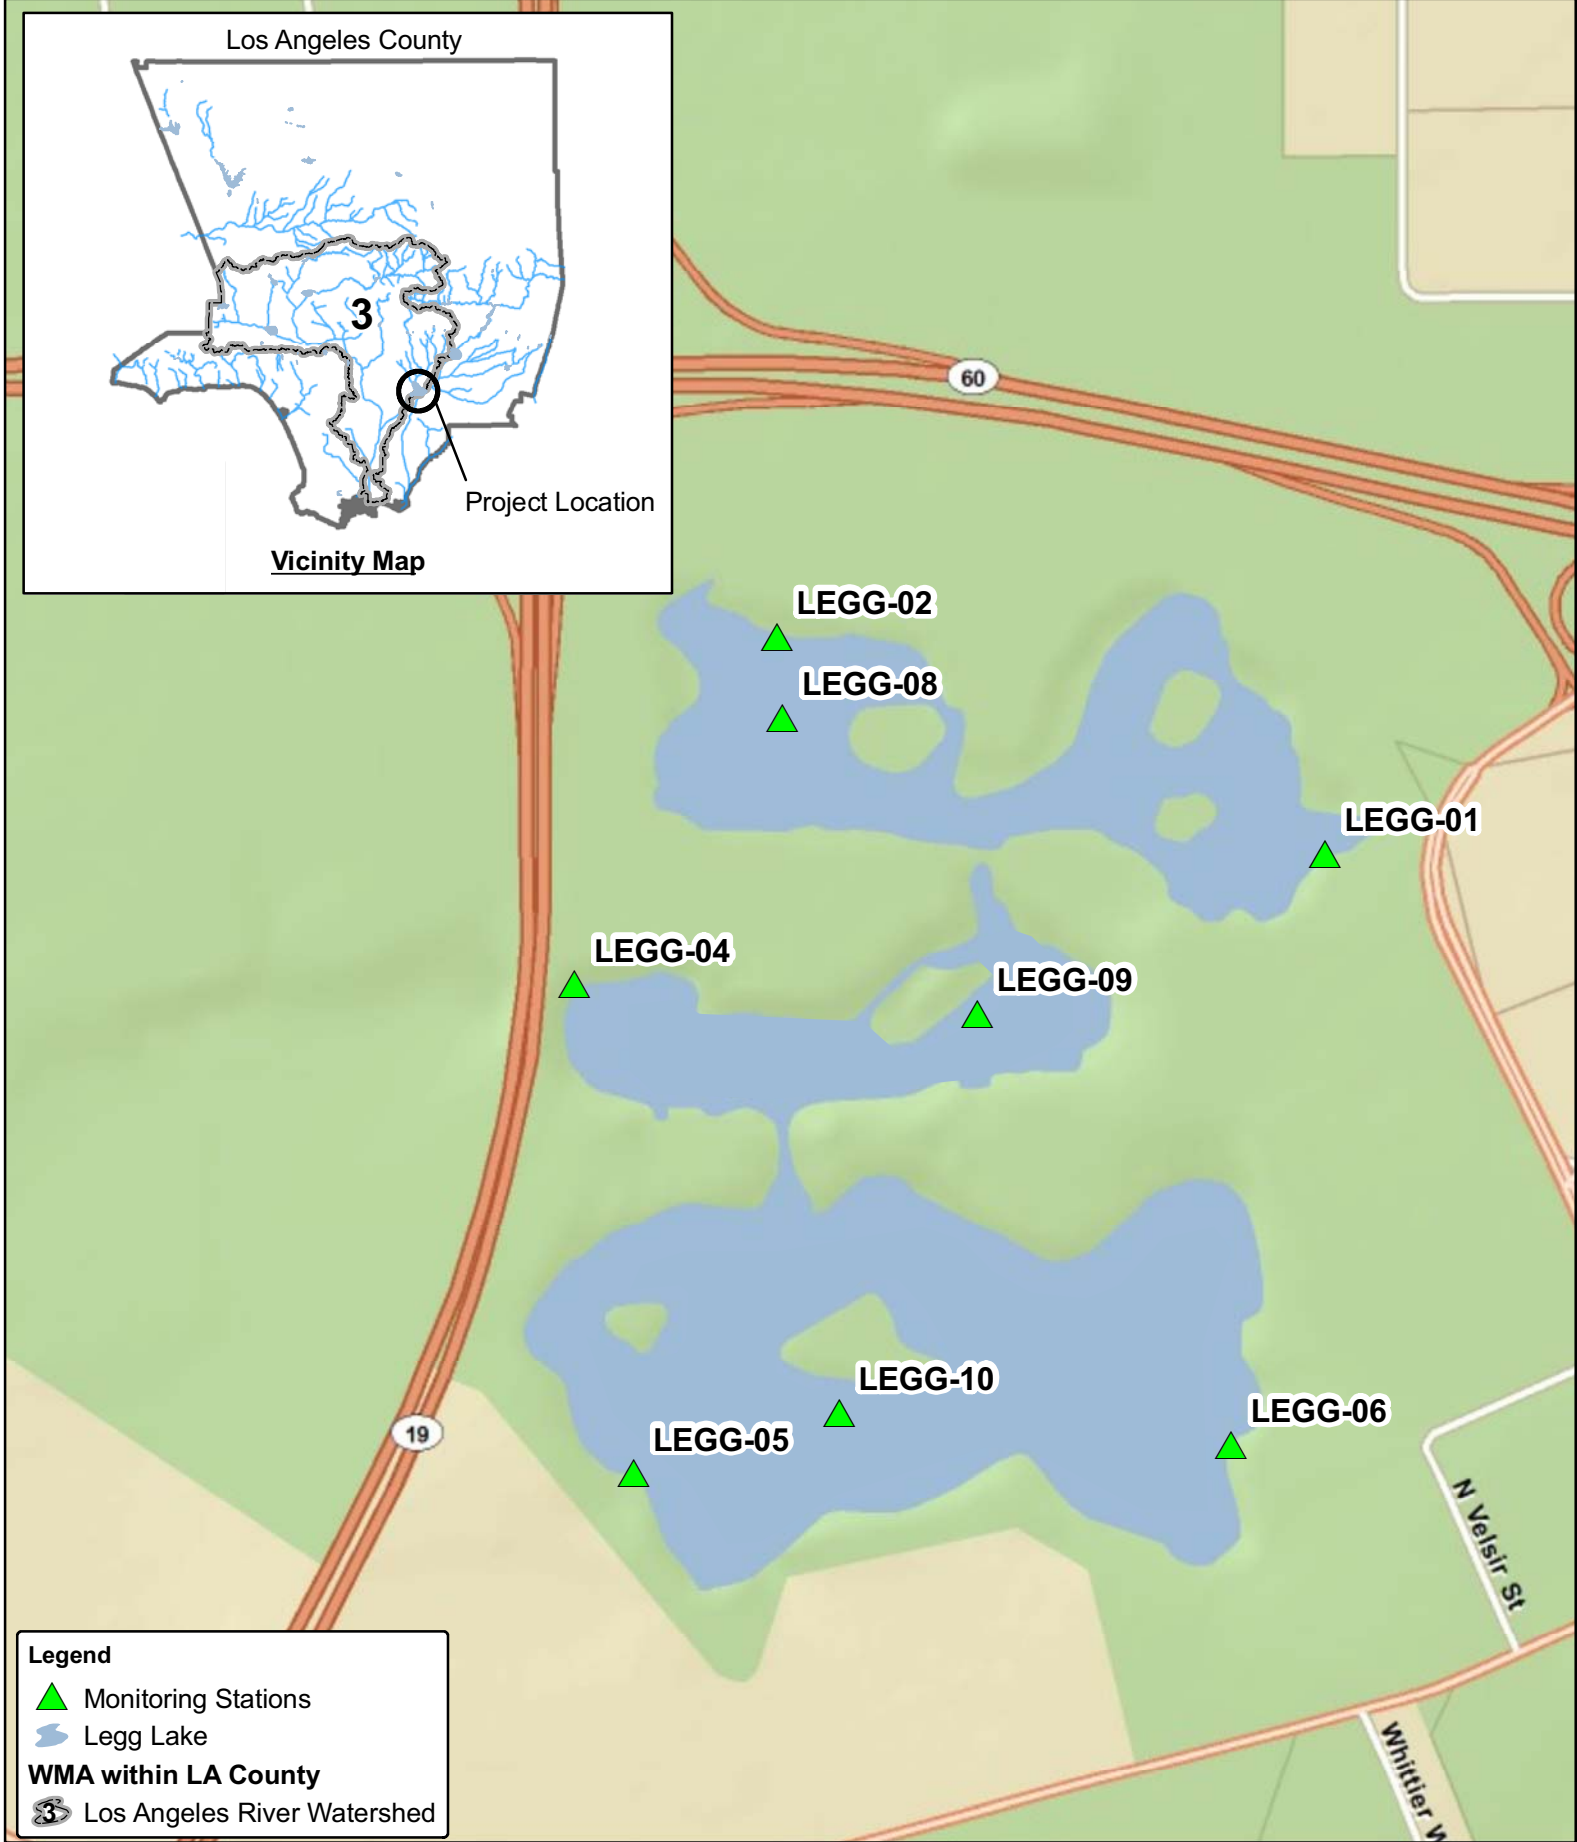 Los Angeles County
3
Project Location
Vicinity Map
60
LEGG-02
LEGG-08
LEGG-01
LEGG-04
LEGG-09
LEGG-10
LEGG-06
LEGG-05
19
N Velsir St
Whittier
Legend
Monitoring Stations
Legg Lake
WMA within LA County
3
Los Angeles River Watershed